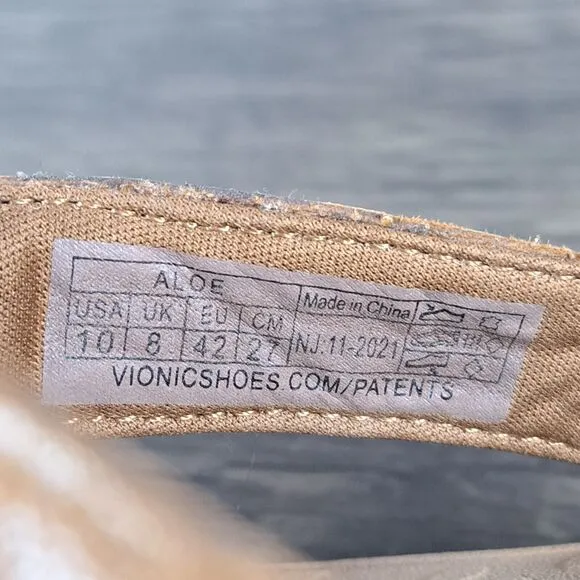 ALOE
USA UK EU CM
10 8 42 27
Made in China
NJ.11-2021
VIONICSHOES.COM/PATENTS